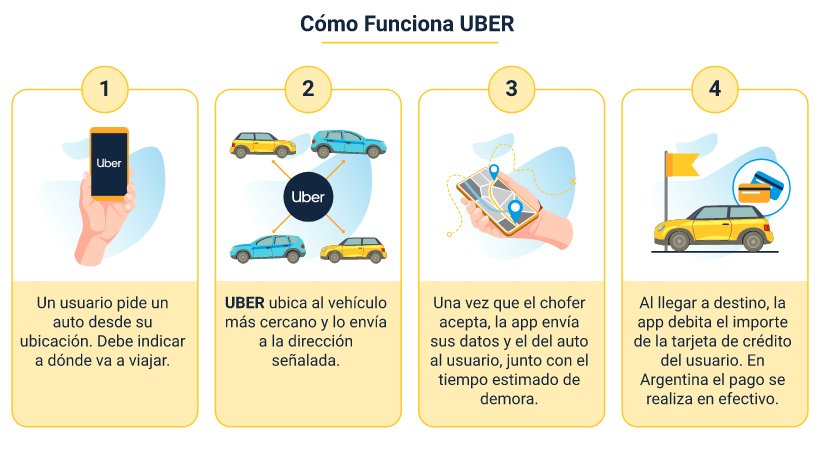 Cómo Funciona UBER
1
Uber
Un usuario pide un
auto desde su
ubicación. Debe indicar
a dónde va a viajar.
2
Uber
UBER ubica al vehículo
más cercano y lo envía
a la dirección
señalada.
3
Una vez que el chofer
acepta, la app envía
sus datos y el del auto
al usuario, junto con el
tiempo estimado de
demora.
4
Al llegar a destino, la
app debita el importe
de la tarjeta de crédito
del usuario. En
Argentina el pago se
realiza en efectivo.